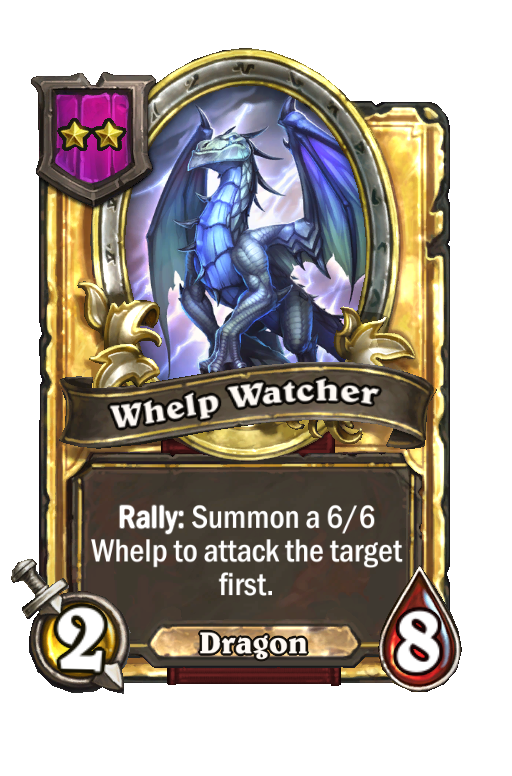 Whelp Watcher
Rally: Summon a 6/6
Whelp to attack the target
first.
2
Dragon
8